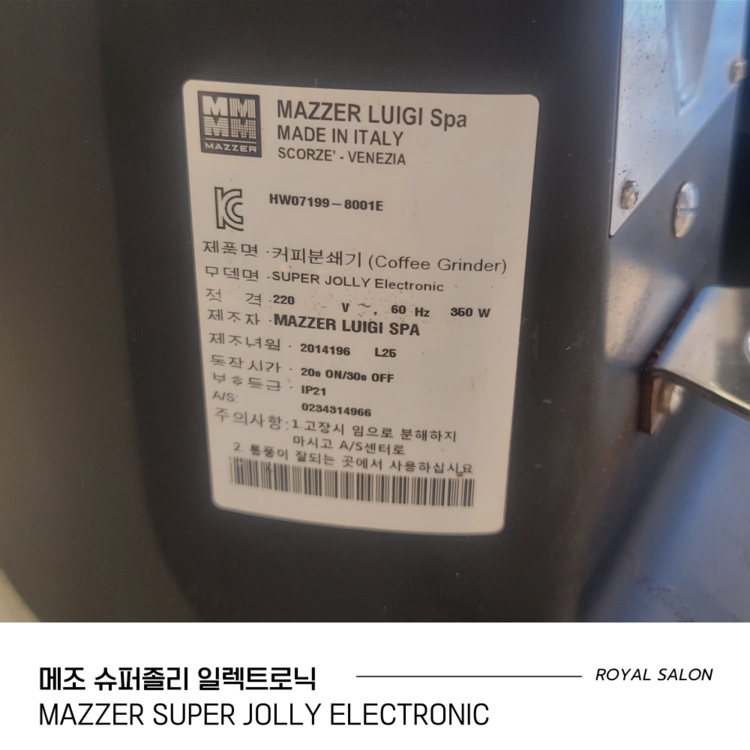 MAZZER
MAZZER LUIGI Spa
MADE IN ITALY
SCORZE' - VENEZIA
HW07199-8001E
제품명 · 커피분쇄기 (Coffee Grinder)
모델명 · SUPER JOLLY Electronic
정 격 · 220 V ~, 60 Hz 350 W
제조자 · MAZZER LUIGI SPA
제조년월 · 2014196 L25
동작시간 · 20s ON/30s OFF
보호등급 · IP21
A/S: 0234314966
주의사항: 1.고장시 임으로 분해하지
마시고 A/S센터로
2. 통풍이 잘되는 곳에서 사용하십시요
메조 슈퍼졸리 일렉트로닉
ROYAL SALON
MAZZER SUPER JOLLY ELECTRONIC